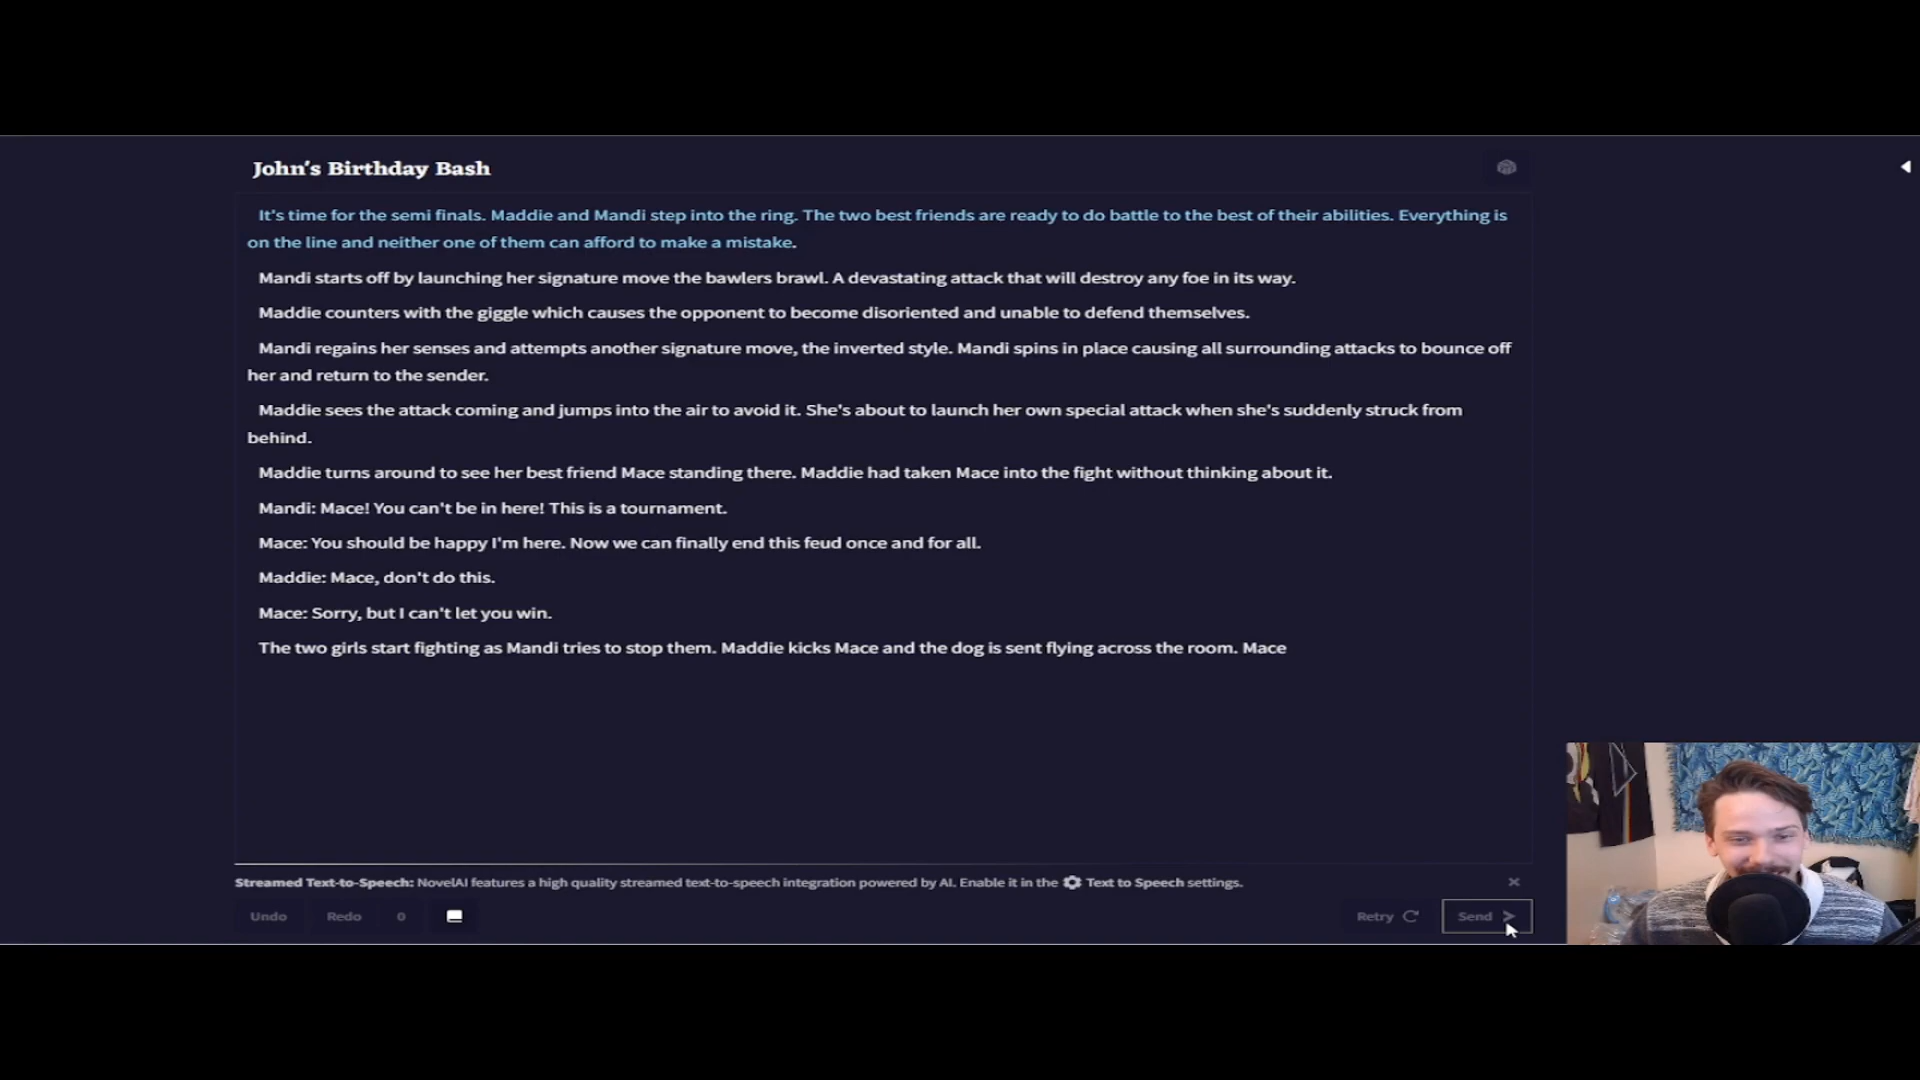 John's Birthday Bash
It's time for the semi finals. Maddie and Mandi step into the ring. The two best friends are ready to do battle to the best of their abilities. Everything is
on the line and neither one of them can afford to make a mistake.
Mandi starts off by launching her signature move the bawlers brawl. A devastating attack that will destroy any foe in its way.
Maddie counters with the giggle which causes the opponent to become disoriented and unable to defend themselves.
Mandi regains her senses and attempts another signature move, the inverted style. Mandi spins in place causing all surrounding attacks to bounce off
her and return to the sender.
Maddie sees the attack coming and jumps into the air to avoid it. She's about to launch her own special attack when she's suddenly struck from
behind.
Maddie turns around to see her best friend Mace standing there. Maddie had taken Mace into the fight without thinking about it.
Mandi: Mace! You can't be in here! This is a tournament.
Mace: You should be happy I'm here. Now we can finally end this feud once and for all.
Maddie: Mace, don't do this.
Mace: Sorry, but I can't let you win.
The two girls start fighting as Mandi tries to stop them. Maddie kicks Mace and the dog is sent flying across the room. Mace
Streamed Text-to-Speech: NovelAI features a high quality streamed text-to-speech integration powered by AI. Enable it in the Text to Speech settings.
Undo Redo 0 Retry Send